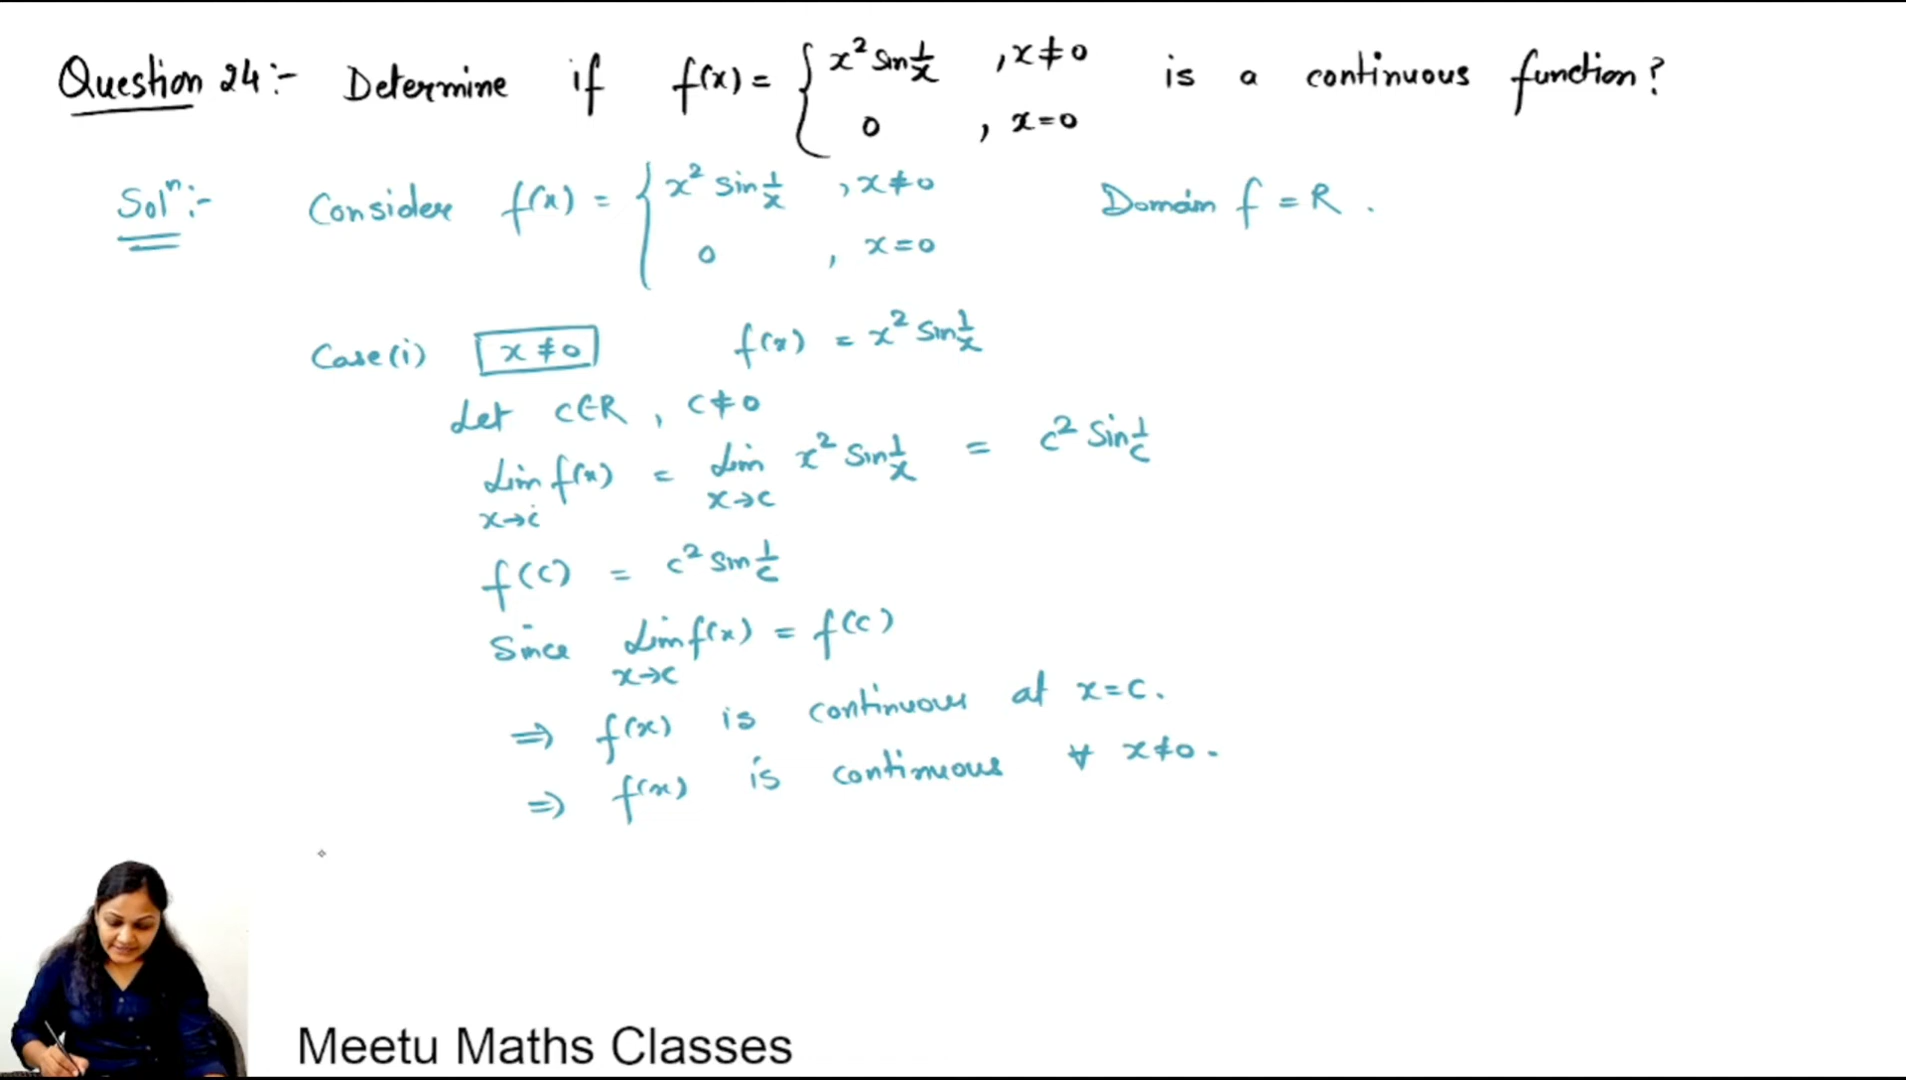 Question 24:- Determine if f(x) = { x² sin 1/x , x≠0 is a continuous function?
0 , x=0
Solⁿ:- Consider f(x) = { x² sin 1/x , x≠0 Domain f = R .
0 , x=0
Case(i) x≠0 f(x) = x² sin 1/x
Let c∈R , c≠0
Lim f(x) = Lim x² sin 1/x = c² sin 1/c
x→c x→c
f(c) = c² sin 1/c
Since Lim f(x) = f(c)
x→c
⇒ f(x) is continuous at x=c.
⇒ f(x) is continuous ∀ x≠0.
Meetu Maths Classes